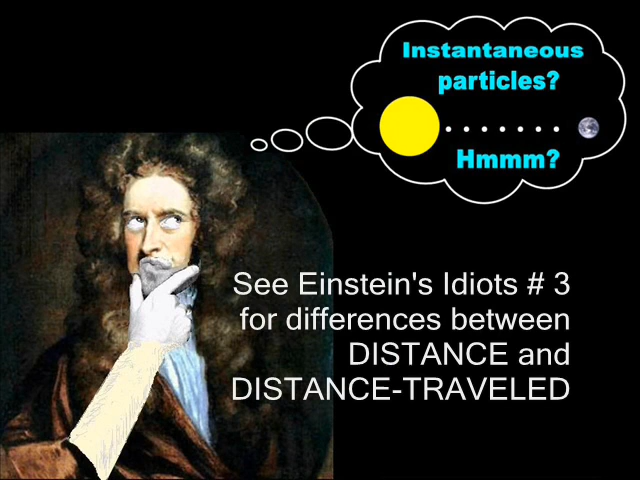 Instantaneous
particles?
Hmmm?
See Einstein's Idiots # 3
for differences between
DISTANCE and
DISTANCE-TRAVELED